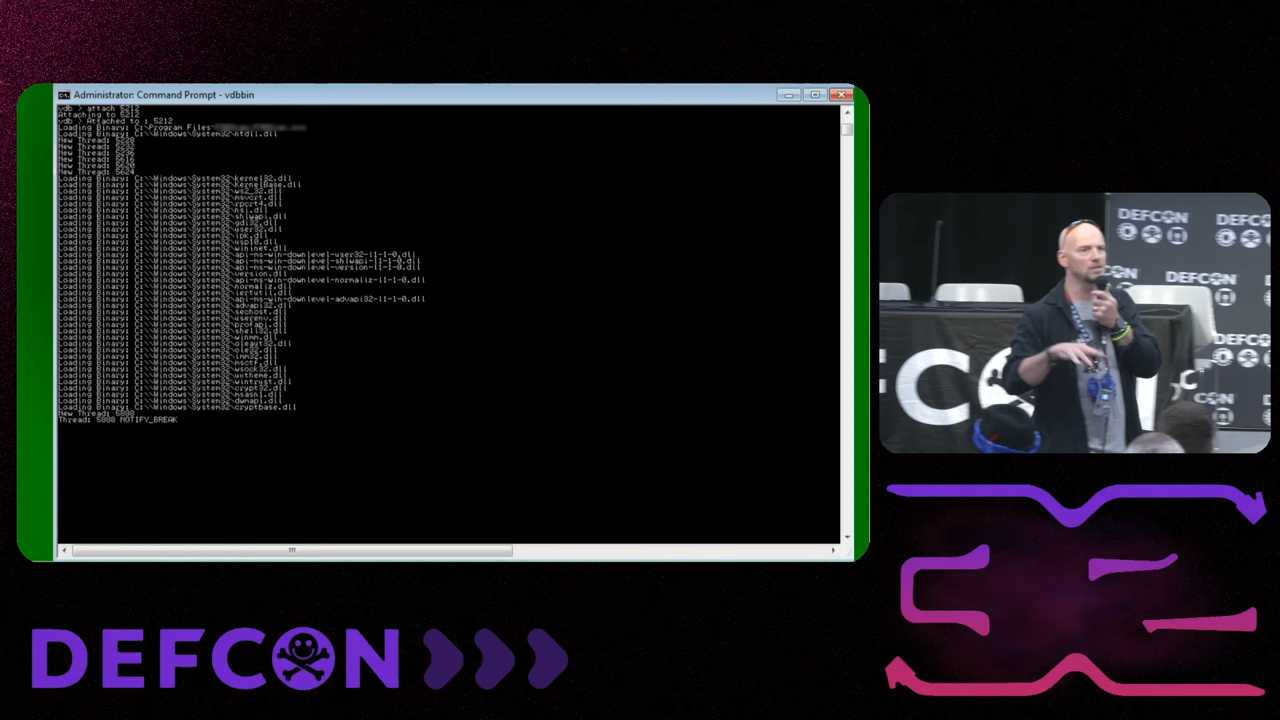 Administrator: Command Prompt - vdbbin
vdb > attach 5212
Attaching to 5212
vdb > Attached to : 5212
Loading Binary: C:\Program Files\
Loading Binary: C:\\Windows\System32\ntdll.dll
New Thread: 5228
New Thread: 5232
New Thread: 5236
New Thread: 5616
New Thread: 5620
New Thread: 5624
Loading Binary: C:\\Windows\System32\kernel32.dll
Loading Binary: C:\\Windows\System32\KernelBase.dll
Loading Binary: C:\\Windows\System32\ws2_32.dll
Loading Binary: C:\\Windows\System32\msvcrt.dll
Loading Binary: C:\\Windows\System32\rpcrt4.dll
Loading Binary: C:\\Windows\System32\nsi.dll
Loading Binary: C:\\Windows\System32\shlwapi.dll
Loading Binary: C:\\Windows\System32\gdi32.dll
Loading Binary: C:\\Windows\System32\user32.dll
Loading Binary: C:\\Windows\System32\lpk.dll
Loading Binary: C:\\Windows\System32\usp10.dll
Loading Binary: C:\\Windows\System32\wininet.dll
Loading Binary: C:\\Windows\System32\api-ms-win-downlevel-user32-l1-1-0.dll
Loading Binary: C:\\Windows\System32\api-ms-win-downlevel-shlwapi-l1-1-0.dll
Loading Binary: C:\\Windows\System32\api-ms-win-downlevel-version-l1-1-0.dll
Loading Binary: C:\\Windows\System32\version.dll
Loading Binary: C:\\Windows\System32\api-ms-win-downlevel-normaliz-l1-1-0.dll
Loading Binary: C:\\Windows\System32\normaliz.dll
Loading Binary: C:\\Windows\System32\iertutil.dll
Loading Binary: C:\\Windows\System32\api-ms-win-downlevel-advapi32-l1-1-0.dll
Loading Binary: C:\\Windows\System32\advapi32.dll
Loading Binary: C:\\Windows\System32\sechost.dll
Loading Binary: C:\\Windows\System32\userenv.dll
Loading Binary: C:\\Windows\System32\profapi.dll
Loading Binary: C:\\Windows\System32\shell32.dll
Loading Binary: C:\\Windows\System32\winmm.dll
Loading Binary: C:\\Windows\System32\oleaut32.dll
Loading Binary: C:\\Windows\System32\ole32.dll
Loading Binary: C:\\Windows\System32\imm32.dll
Loading Binary: C:\\Windows\System32\msctf.dll
Loading Binary: C:\\Windows\System32\wsock32.dll
Loading Binary: C:\\Windows\System32\uxtheme.dll
Loading Binary: C:\\Windows\System32\wintrust.dll
Loading Binary: C:\\Windows\System32\crypt32.dll
Loading Binary: C:\\Windows\System32\msasn1.dll
Loading Binary: C:\\Windows\System32\dwmapi.dll
Loading Binary: C:\\Windows\System32\cryptbase.dll
New Thread: 5888
Thread: 5888 NOTIFY_BREAK
DEFCON
DEFCON
DEFCON
DEFCON
DEFCON